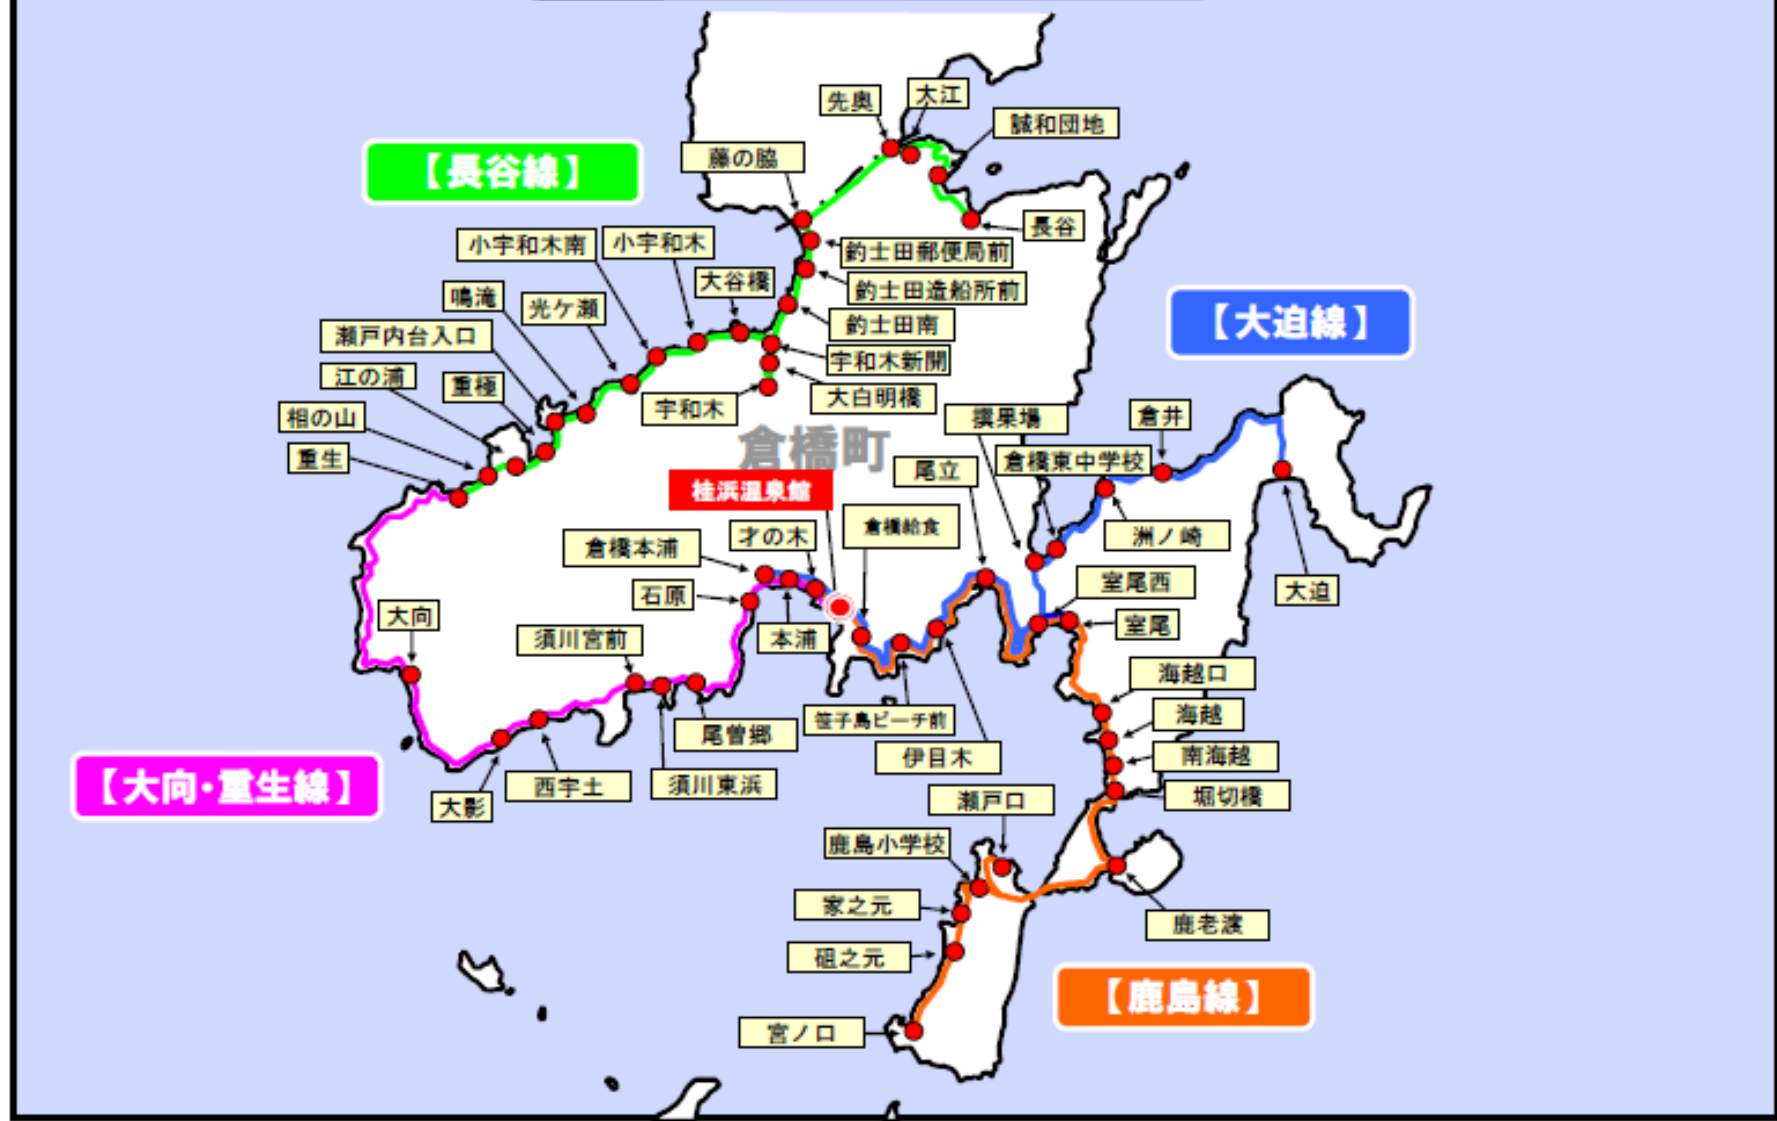 先奥
大江
誠和団地
藤の脇
【長谷線】
長谷
小宇和木南
小宇和木
釣士田郵便局前
大谷橋
釣士田造船所前
鳴滝
光ケ瀬
釣士田南
【大迫線】
瀬戸内台入口
宇和木新開
江の浦
重極
大白明橋
宇和木
相の山
撰果場
倉井
重生
倉橋町
尾立
倉橋東中学校
桂浜温泉館
倉橋給食
才の木
倉橋本浦
洲ノ崎
石原
室尾西
大迫
大向
須川宮前
本浦
室尾
海越口
笹子島ビーチ前
海越
尾曽郷
伊目木
南海越
【大向・重生線】
西宇土
須川東浜
堀切橋
大影
瀬戸口
鹿島小学校
家之元
鹿老渡
砠之元
【鹿島線】
宮ノ口